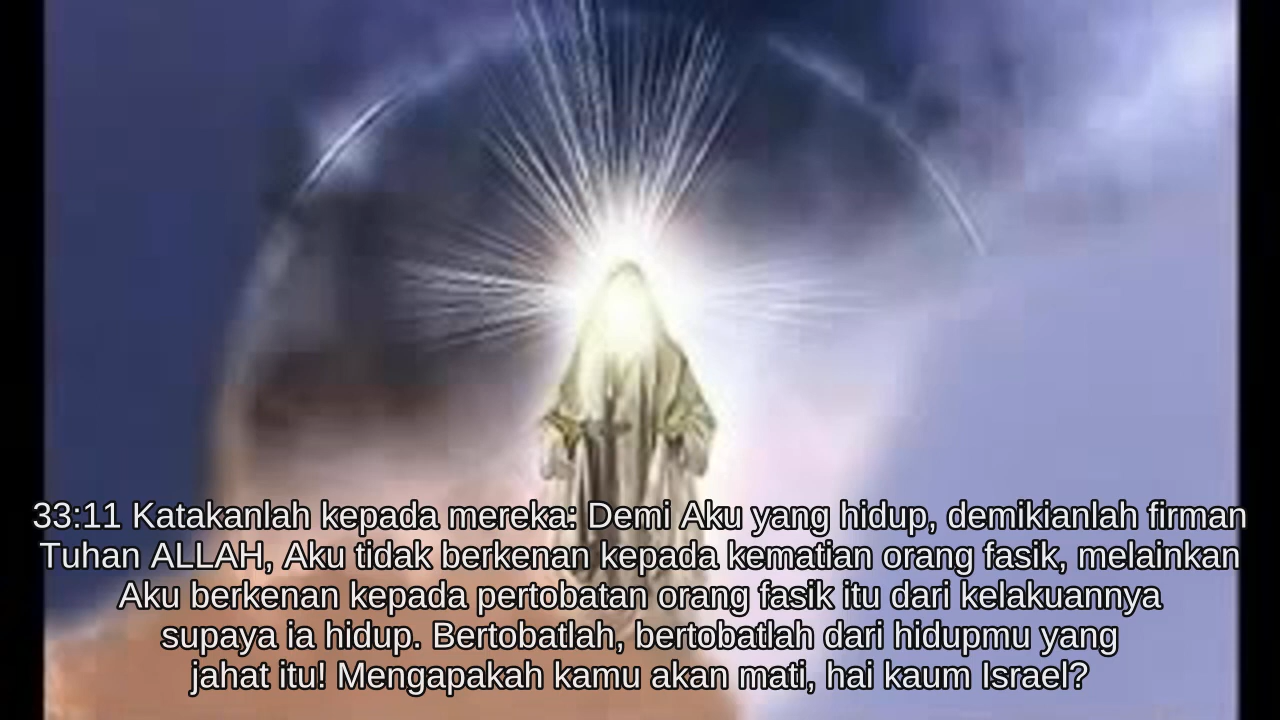 33:11 Katakanlah kepada mereka: Demi Aku yang hidup, demikianlah firman
Tuhan ALLAH, Aku tidak berkenan kepada kematian orang fasik, melainkan
Aku berkenan kepada pertobatan orang fasik itu dari kelakuannya
supaya ia hidup. Bertobatlah, bertobatlah dari hidupmu yang
jahat itu! Mengapakah kamu akan mati, hai kaum Israel?